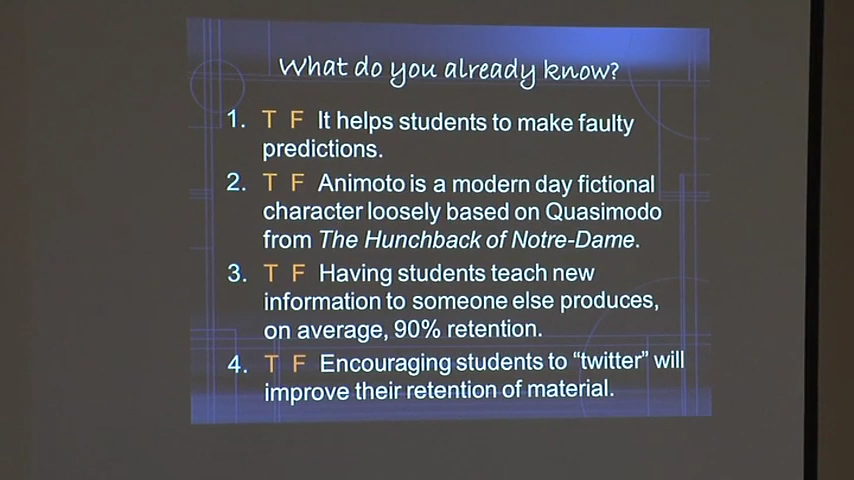 What do you already know?
1. T F It helps students to make faulty
predictions.
2. T F Animoto is a modern day fictional
character loosely based on Quasimodo
from The Hunchback of Notre-Dame.
3. T F Having students teach new
information to someone else produces,
on average, 90% retention.
4. T F Encouraging students to “twitter” will
improve their retention of material.